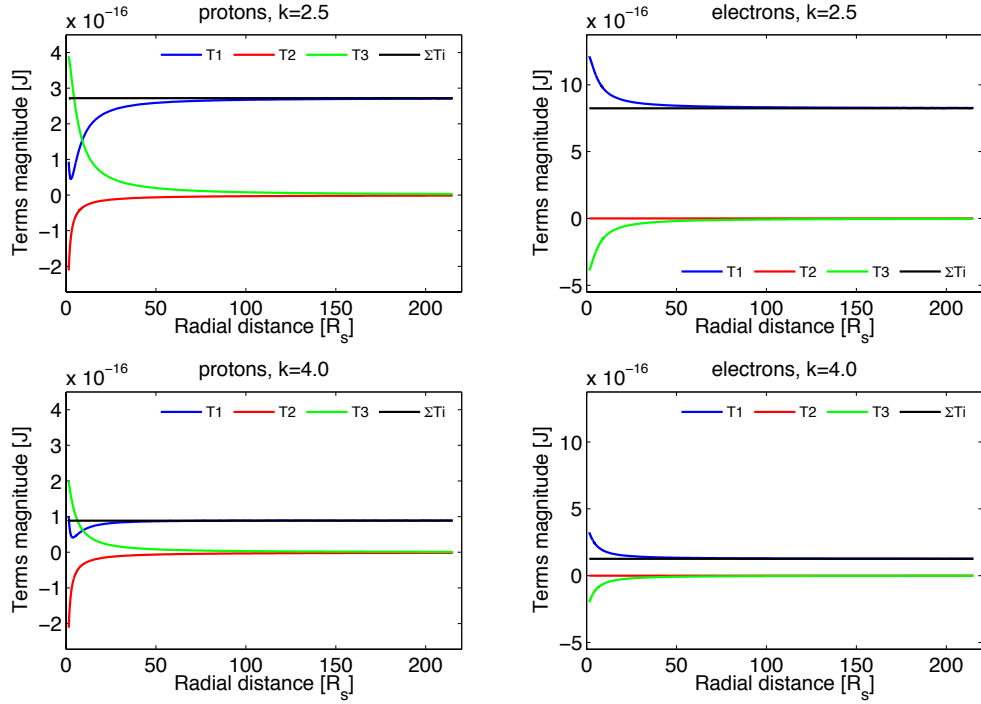 protons, k=2.5
x 10⁻¹⁶
T1 T2 T3 ΣTi
4
3
2
1
0
−1
−2
Terms magnitude [J]
0 50 100 150 200
Radial distance [R_s]
electrons, k=2.5
x 10⁻¹⁶
10
5
0
−5
Terms magnitude [J]
T1 T2 T3 ΣTi
0 50 100 150 200
Radial distance [R_s]
protons, k=4.0
x 10⁻¹⁶
T1 T2 T3 ΣTi
4
3
2
1
0
−1
−2
Terms magnitude [J]
0 50 100 150 200
Radial distance [R_s]
electrons, k=4.0
x 10⁻¹⁶
T1 T2 T3 ΣTi
10
5
0
−5
Terms magnitude [J]
0 50 100 150 200
Radial distance [R_s]